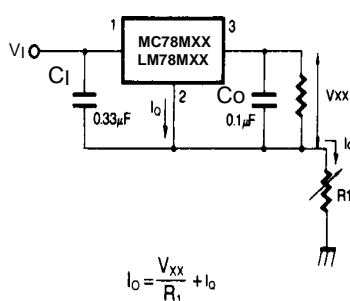 1
3
MC78MXX
LM78MXX
VI
2
CI
IQ
CO
VXX
0.33µF
0.1µF
R1
IO = VXX / R1 + IQ